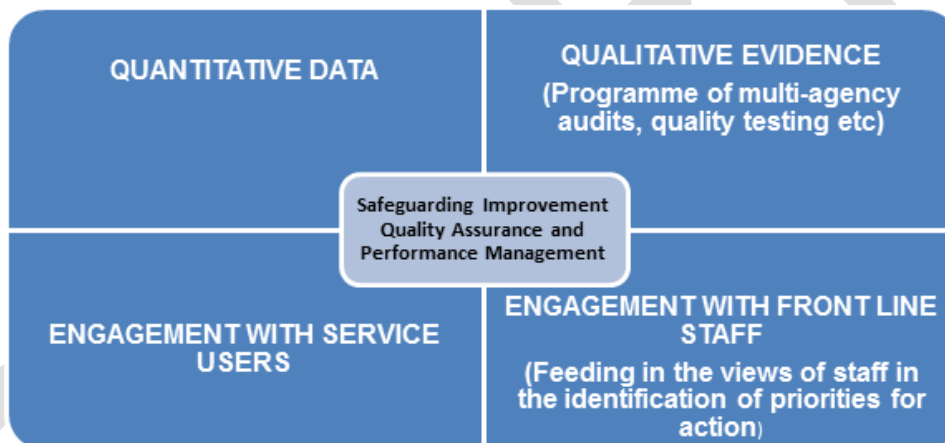 QUANTITATIVE DATA
QUALITATIVE EVIDENCE
(Programme of multi-agency
audits, quality testing etc)
Safeguarding Improvement
Quality Assurance and
Performance Management
ENGAGEMENT WITH SERVICE
USERS
ENGAGEMENT WITH FRONT LINE
STAFF
(Feeding in the views of staff in
the identification of priorities for
action)